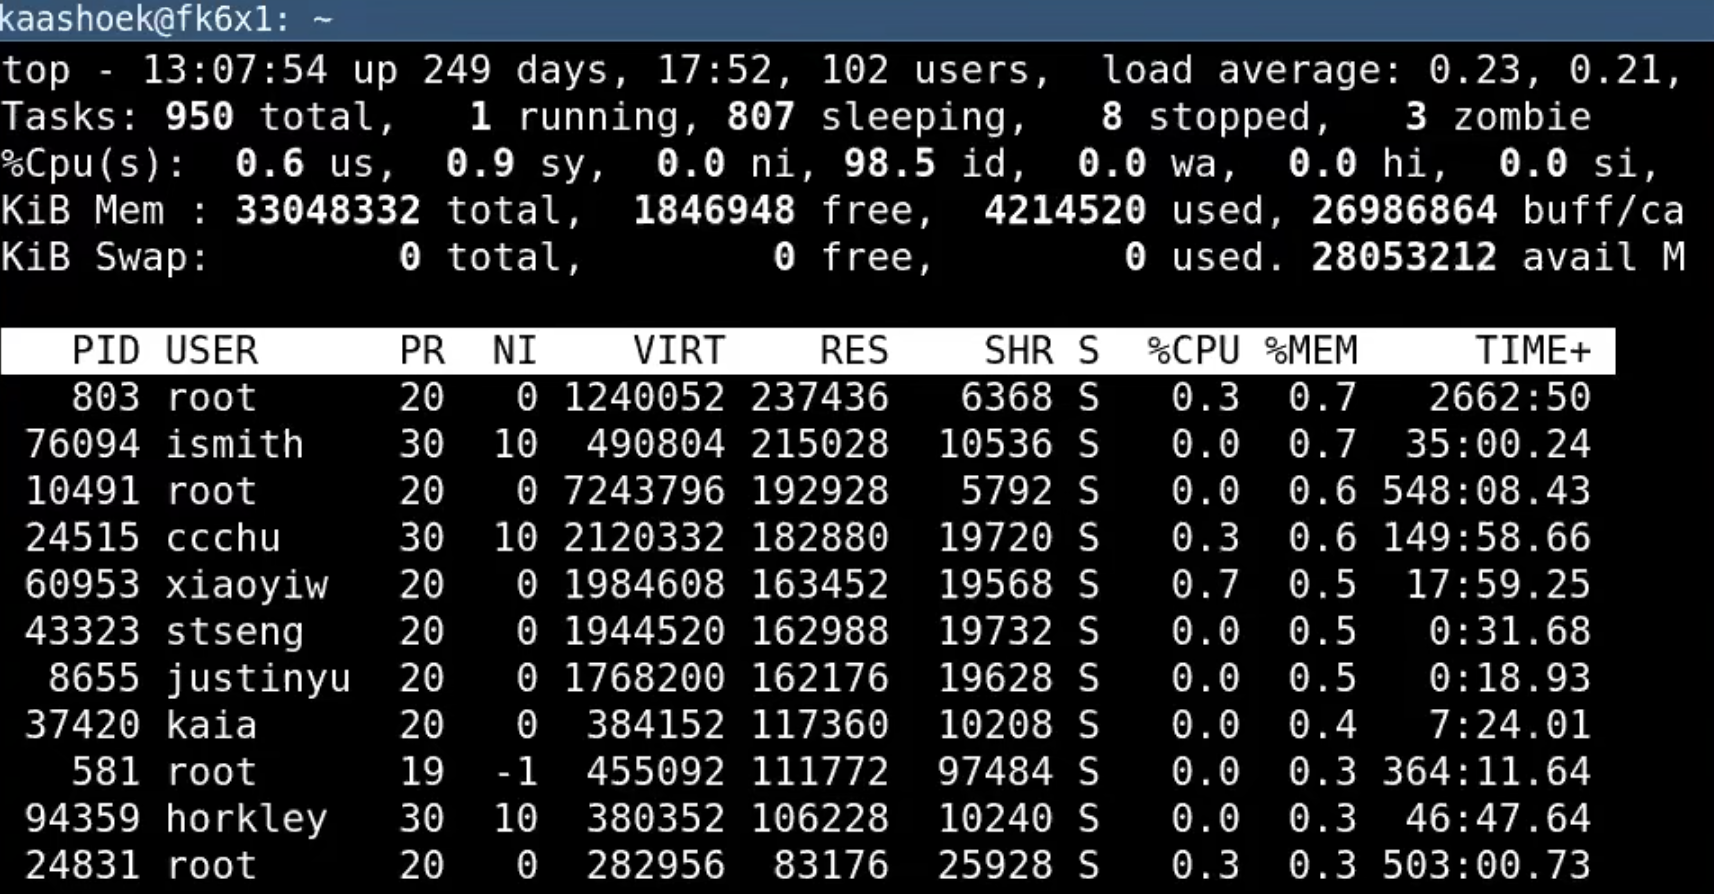 kaashoek@fk6x1: ~
top - 13:07:54 up 249 days, 17:52, 102 users,  load average: 0.23, 0.21,
Tasks: 950 total,   1 running, 807 sleeping,   8 stopped,   3 zombie
%Cpu(s):  0.6 us,  0.9 sy,  0.0 ni, 98.5 id,  0.0 wa,  0.0 hi,  0.0 si,
KiB Mem : 33048332 total,  1846948 free,  4214520 used, 26986864 buff/ca
KiB Swap:        0 total,        0 free,        0 used. 28053212 avail M
PID USER      PR  NI    VIRT    RES    SHR S  %CPU %MEM     TIME+
803 root      20   0 1240052 237436   6368 S   0.3  0.7   2662:50
76094 ismith    30  10  490804 215028  10536 S   0.0  0.7  35:00.24
10491 root      20   0 7243796 192928   5792 S   0.0  0.6 548:08.43
24515 ccchu     30  10 2120332 182880  19720 S   0.3  0.6 149:58.66
60953 xiaoyiw   20   0 1984608 163452  19568 S   0.7  0.5  17:59.25
43323 stseng    20   0 1944520 162988  19732 S   0.0  0.5   0:31.68
8655 justinyu  20   0 1768200 162176  19628 S   0.0  0.5   0:18.93
37420 kaia      20   0  384152 117360  10208 S   0.0  0.4   7:24.01
581 root      19  -1  455092 111772  97484 S   0.0  0.3 364:11.64
94359 horkley   30  10  380352 106228  10240 S   0.0  0.3  46:47.64
24831 root      20   0  282956  83176  25928 S   0.3  0.3 503:00.73